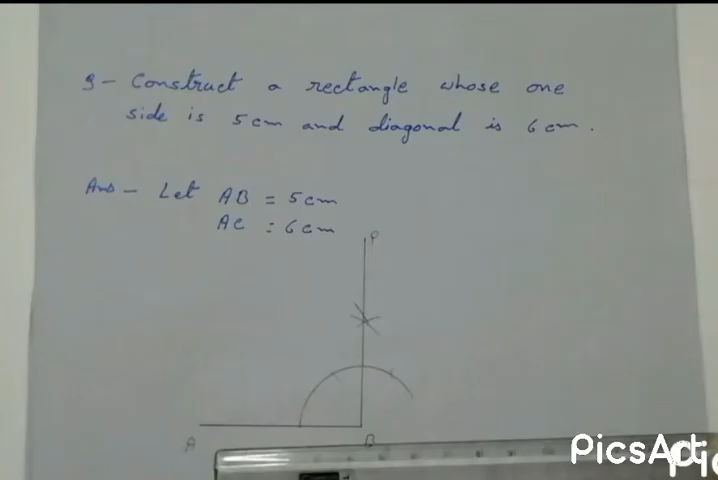 9- Construct a rectangle whose one
side is 5cm and diagonal is 6cm.
Ans- Let AB = 5cm
AC = 6cm
P
A B
PicsArt